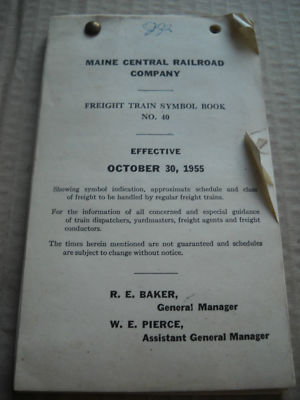 MAINE CENTRAL RAILROAD
COMPANY
FREIGHT TRAIN SYMBOL BOOK
NO. 40
EFFECTIVE
OCTOBER 30, 1955
Showing symbol indication, approximate schedule and class
of freight to be handled by regular freight trains.
For the information of all concerned and especial guidance
of train dispatchers, yardmasters, freight agents and freight
conductors.
The times herein mentioned are not guaranteed and schedules
are subject to change without notice.
R. E. BAKER,
General Manager
W. E. PIERCE,
Assistant General Manager